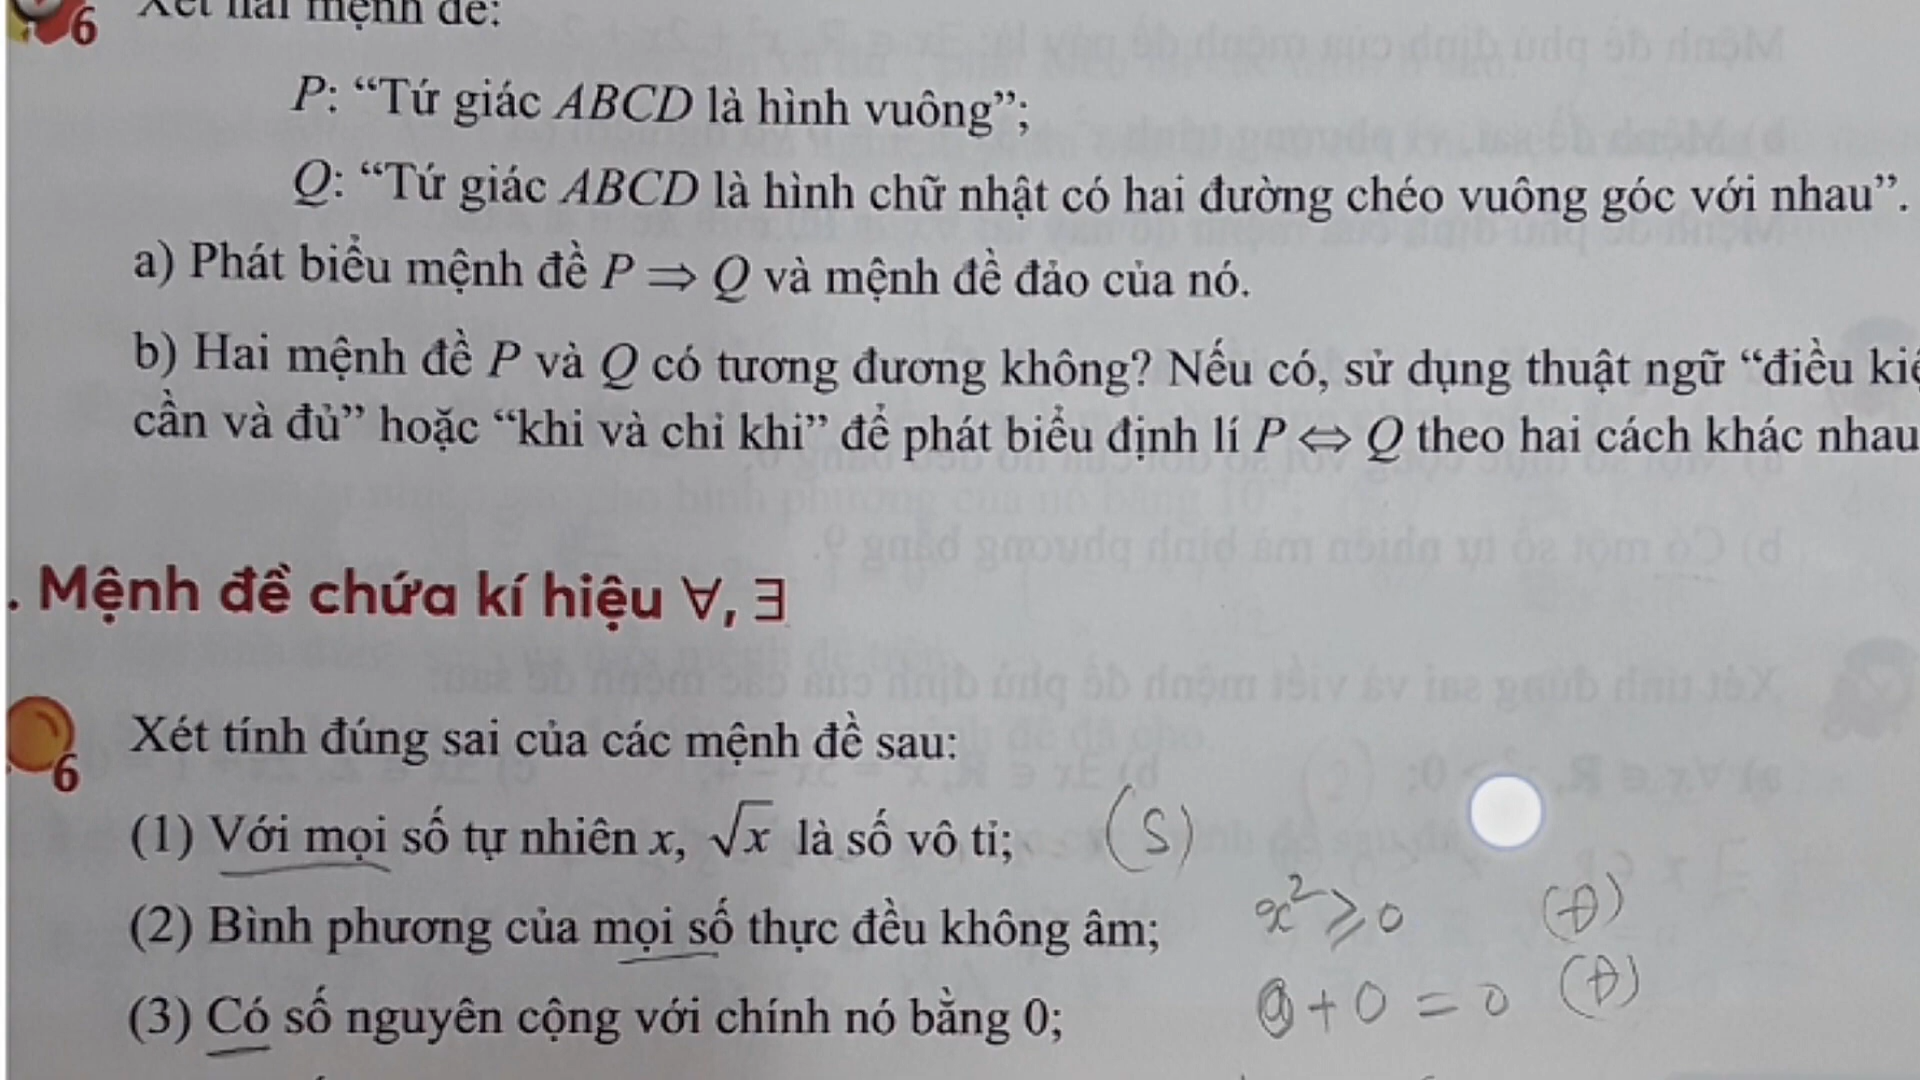 6 Xét hai mệnh đề:
P: “Tứ giác ABCD là hình vuông”;
Q: “Tứ giác ABCD là hình chữ nhật có hai đường chéo vuông góc với nhau”.
a) Phát biểu mệnh đề P ⇒ Q và mệnh đề đảo của nó.
b) Hai mệnh đề P và Q có tương đương không? Nếu có, sử dụng thuật ngữ “điều
cần và đủ” hoặc “khi và chỉ khi” để phát biểu định lí P ⇔ Q theo hai cách khác nhau
. Mệnh đề chứa kí hiệu ∀, ∃
6 Xét tính đúng sai của các mệnh đề sau:
(1) Với mọi số tự nhiên x, √x là số vô tỉ; (S)
(2) Bình phương của mọi số thực đều không âm; x² ⩾ 0 (Đ)
(3) Có số nguyên cộng với chính nó bằng 0; 0 + 0 = 0 (Đ)